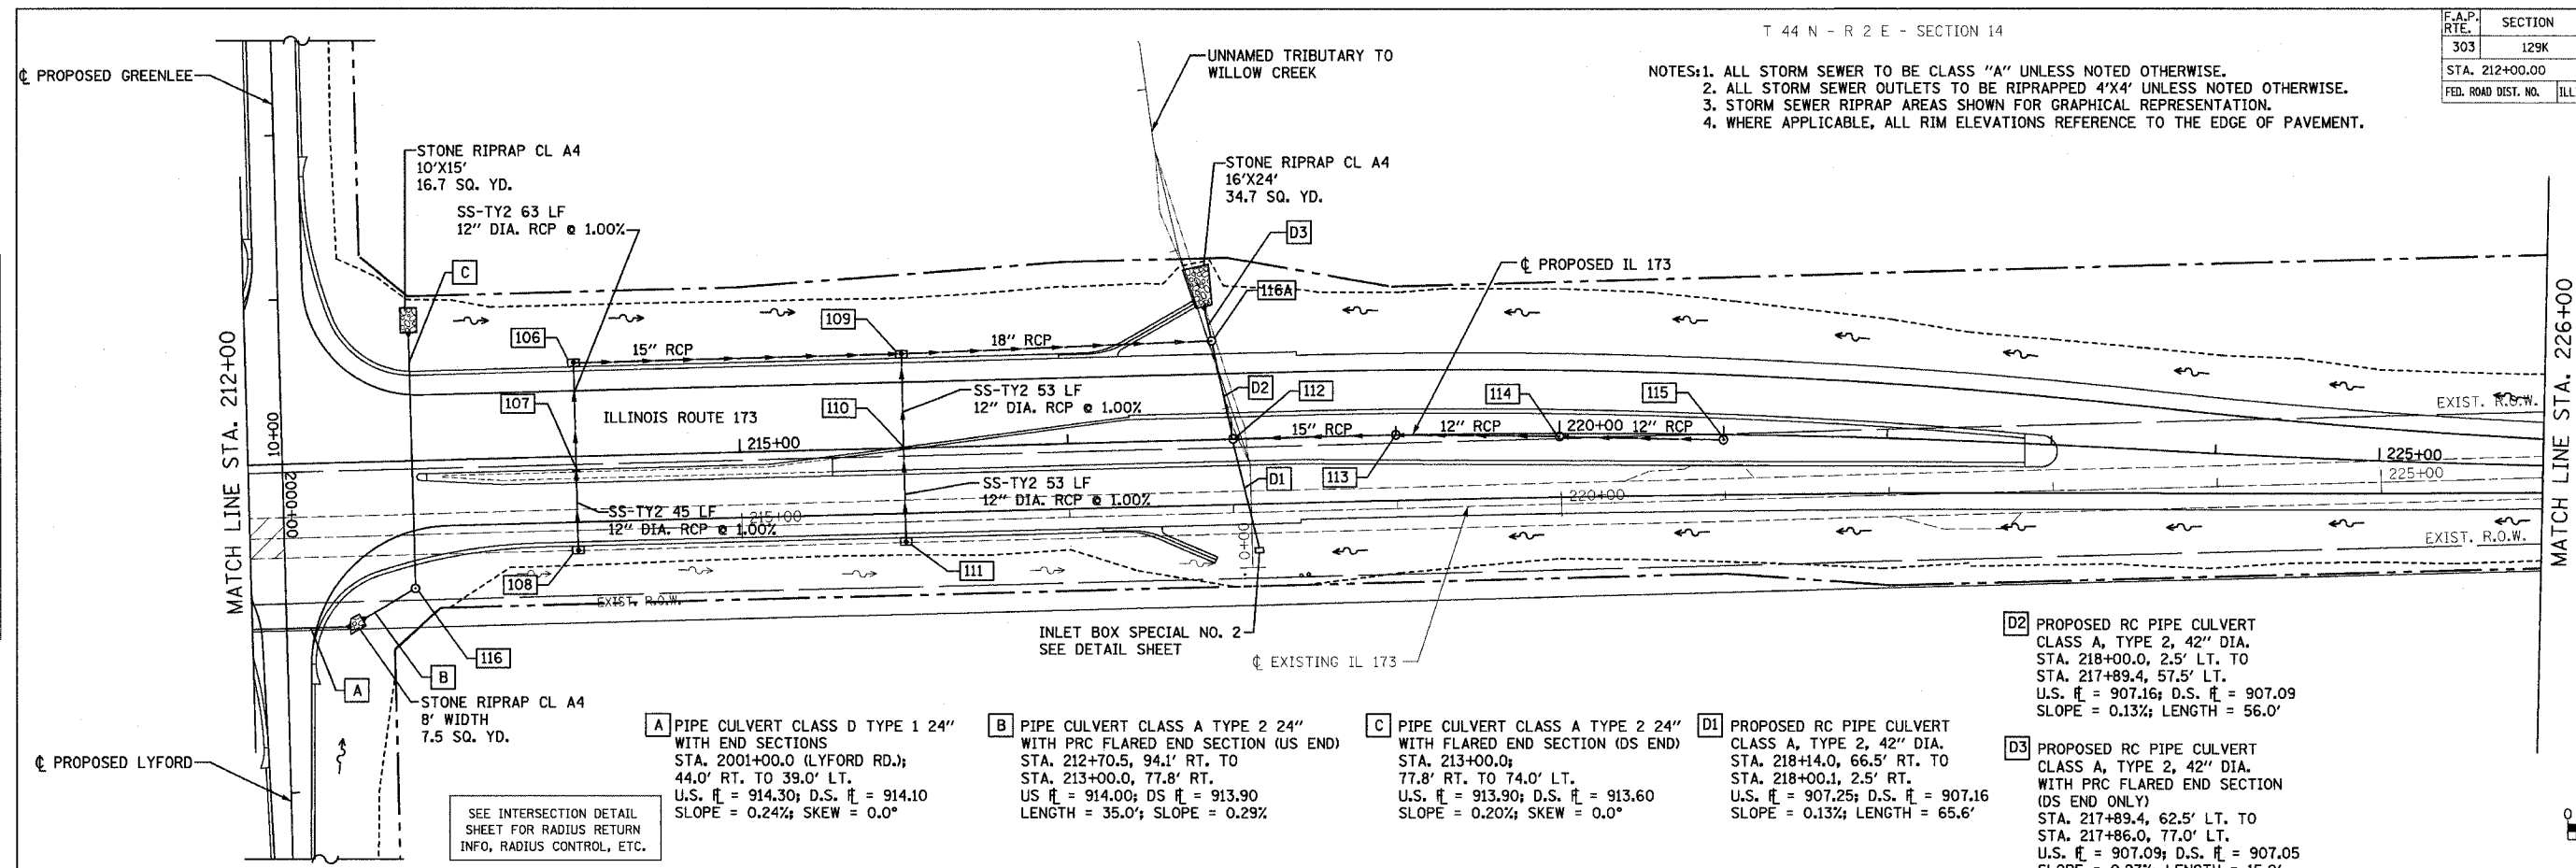 T 44 N - R 2 E - SECTION 14
F.A.P. RTE.
SECTION
303
129K
STA. 212+00.00
FED. ROAD DIST. NO.
ILL
NOTES:1. ALL STORM SEWER TO BE CLASS "A" UNLESS NOTED OTHERWISE.
2. ALL STORM SEWER OUTLETS TO BE RIPRAPPED 4'X4' UNLESS NOTED OTHERWISE.
3. STORM SEWER RIPRAP AREAS SHOWN FOR GRAPHICAL REPRESENTATION.
4. WHERE APPLICABLE, ALL RIM ELEVATIONS REFERENCE TO THE EDGE OF PAVEMENT.
℄ PROPOSED GREENLEE
UNNAMED TRIBUTARY TO
WILLOW CREEK
STONE RIPRAP CL A4
10'X15'
16.7 SQ. YD.
STONE RIPRAP CL A4
16'X24'
34.7 SQ. YD.
SS-TY2 63 LF
12" DIA. RCP @ 1.00%
C
D3
℄ PROPOSED IL 173
116A
106
109
15" RCP
18" RCP
MATCH LINE STA. 212+00
MATCH LINE STA. 226+00
107
ILLINOIS ROUTE 173
110
SS-TY2 53 LF
12" DIA. RCP @ 1.00%
D2
112
114
115
EXIST. R.O.W.
10+00
215+00
15" RCP
12" RCP
220+00
12" RCP
225+00
2000+00
SS-TY2 53 LF
12" DIA. RCP @ 1.00%
D1
113
225+00
220+00
SS-TY2 45 LF
215+00
12" DIA. RCP @ 1.00%
EXIST. R.O.W.
108
111
EXIST. R.O.W.
INLET BOX SPECIAL NO. 2
SEE DETAIL SHEET
℄ EXISTING IL 173
116
B
A
STONE RIPRAP CL A4
8' WIDTH
7.5 SQ. YD.
℄ PROPOSED LYFORD
SEE INTERSECTION DETAIL
SHEET FOR RADIUS RETURN
INFO, RADIUS CONTROL, ETC.
A PIPE CULVERT CLASS D TYPE 1 24"
WITH END SECTIONS
STA. 2001+00.0 (LYFORD RD.);
44.0' RT. TO 39.0' LT.
U.S. FL = 914.30; D.S. FL = 914.10
SLOPE = 0.24%; SKEW = 0.0°
B PIPE CULVERT CLASS A TYPE 2 24"
WITH PRC FLARED END SECTION (US END)
STA. 212+70.5, 94.1' RT. TO
STA. 213+00.0, 77.8' RT.
US FL = 914.00; DS FL = 913.90
LENGTH = 35.0'; SLOPE = 0.29%
C PIPE CULVERT CLASS A TYPE 2 24"
WITH FLARED END SECTION (DS END)
STA. 213+00.0;
77.8' RT. TO 74.0' LT.
U.S. FL = 913.90; D.S. FL = 913.60
SLOPE = 0.20%; SKEW = 0.0°
D1 PROPOSED RC PIPE CULVERT
CLASS A, TYPE 2, 42" DIA.
STA. 218+14.0, 66.5' RT. TO
STA. 218+00.1, 2.5' RT.
U.S. FL = 907.25; D.S. FL = 907.16
SLOPE = 0.13%; LENGTH = 65.6'
D2 PROPOSED RC PIPE CULVERT
CLASS A, TYPE 2, 42" DIA.
STA. 218+00.0, 2.5' LT. TO
STA. 217+89.4, 57.5' LT.
U.S. FL = 907.16; D.S. FL = 907.09
SLOPE = 0.13%; LENGTH = 56.0'
D3 PROPOSED RC PIPE CULVERT
CLASS A, TYPE 2, 42" DIA.
WITH PRC FLARED END SECTION
(DS END ONLY)
STA. 217+89.4, 62.5' LT. TO
STA. 217+86.0, 77.0' LT.
U.S. FL = 907.09; D.S. FL = 907.05